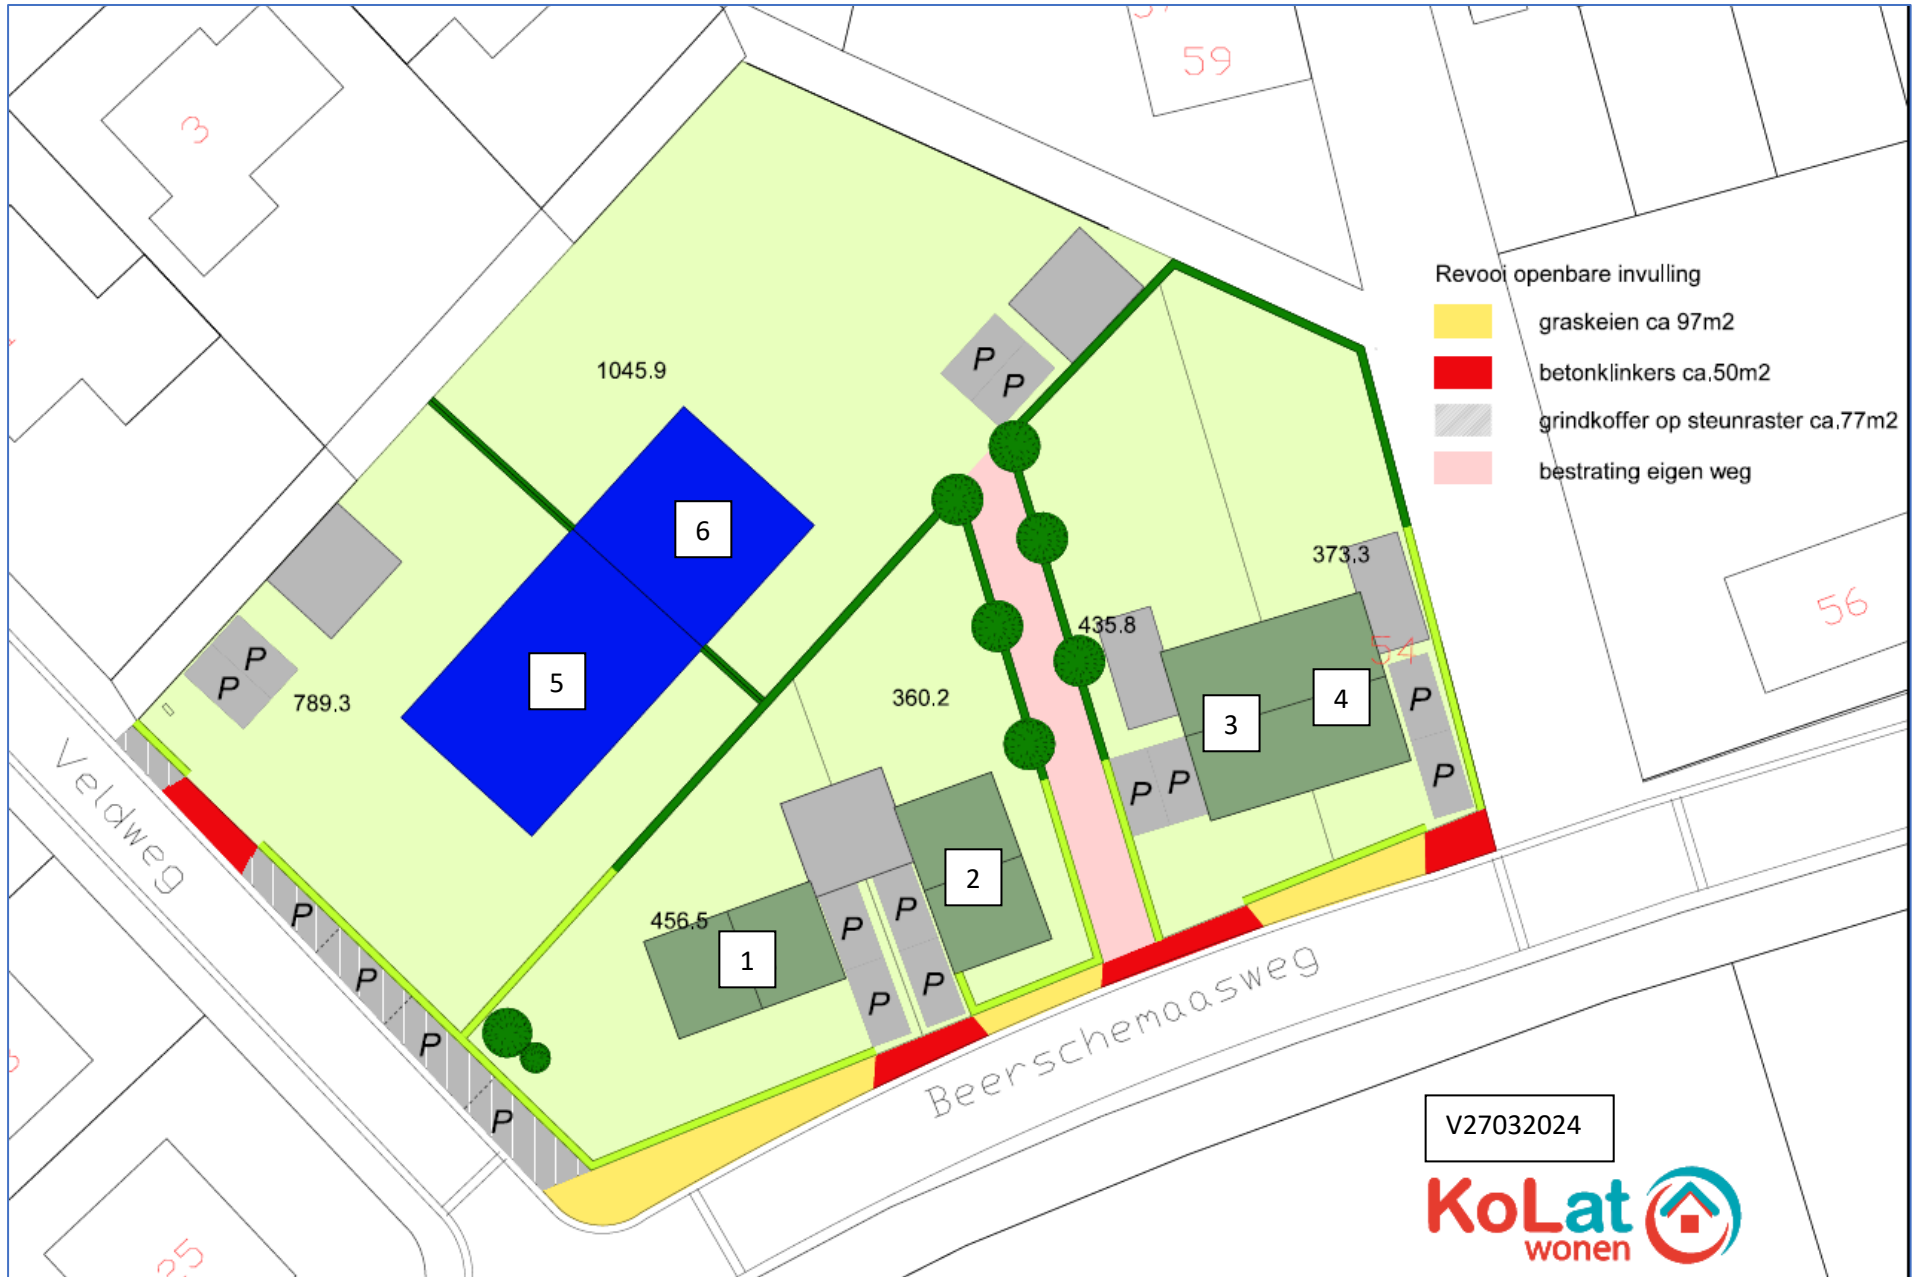 3
59
Revooi openbare invulling
graskeien ca 97m2
betonklinkers ca.50m2
grindkoffer op steunraster ca.77m2
bestrating eigen weg
1045.9
P
P
6
373.3
56
435.8
54
P
P
789.3
5
360.2
3
4
P
P
P
P
Veldweg
2
456.5
1
P
P
P
P
P
P
P
P
Beerschemaasweg
V27032024
KoLat
wonen
25